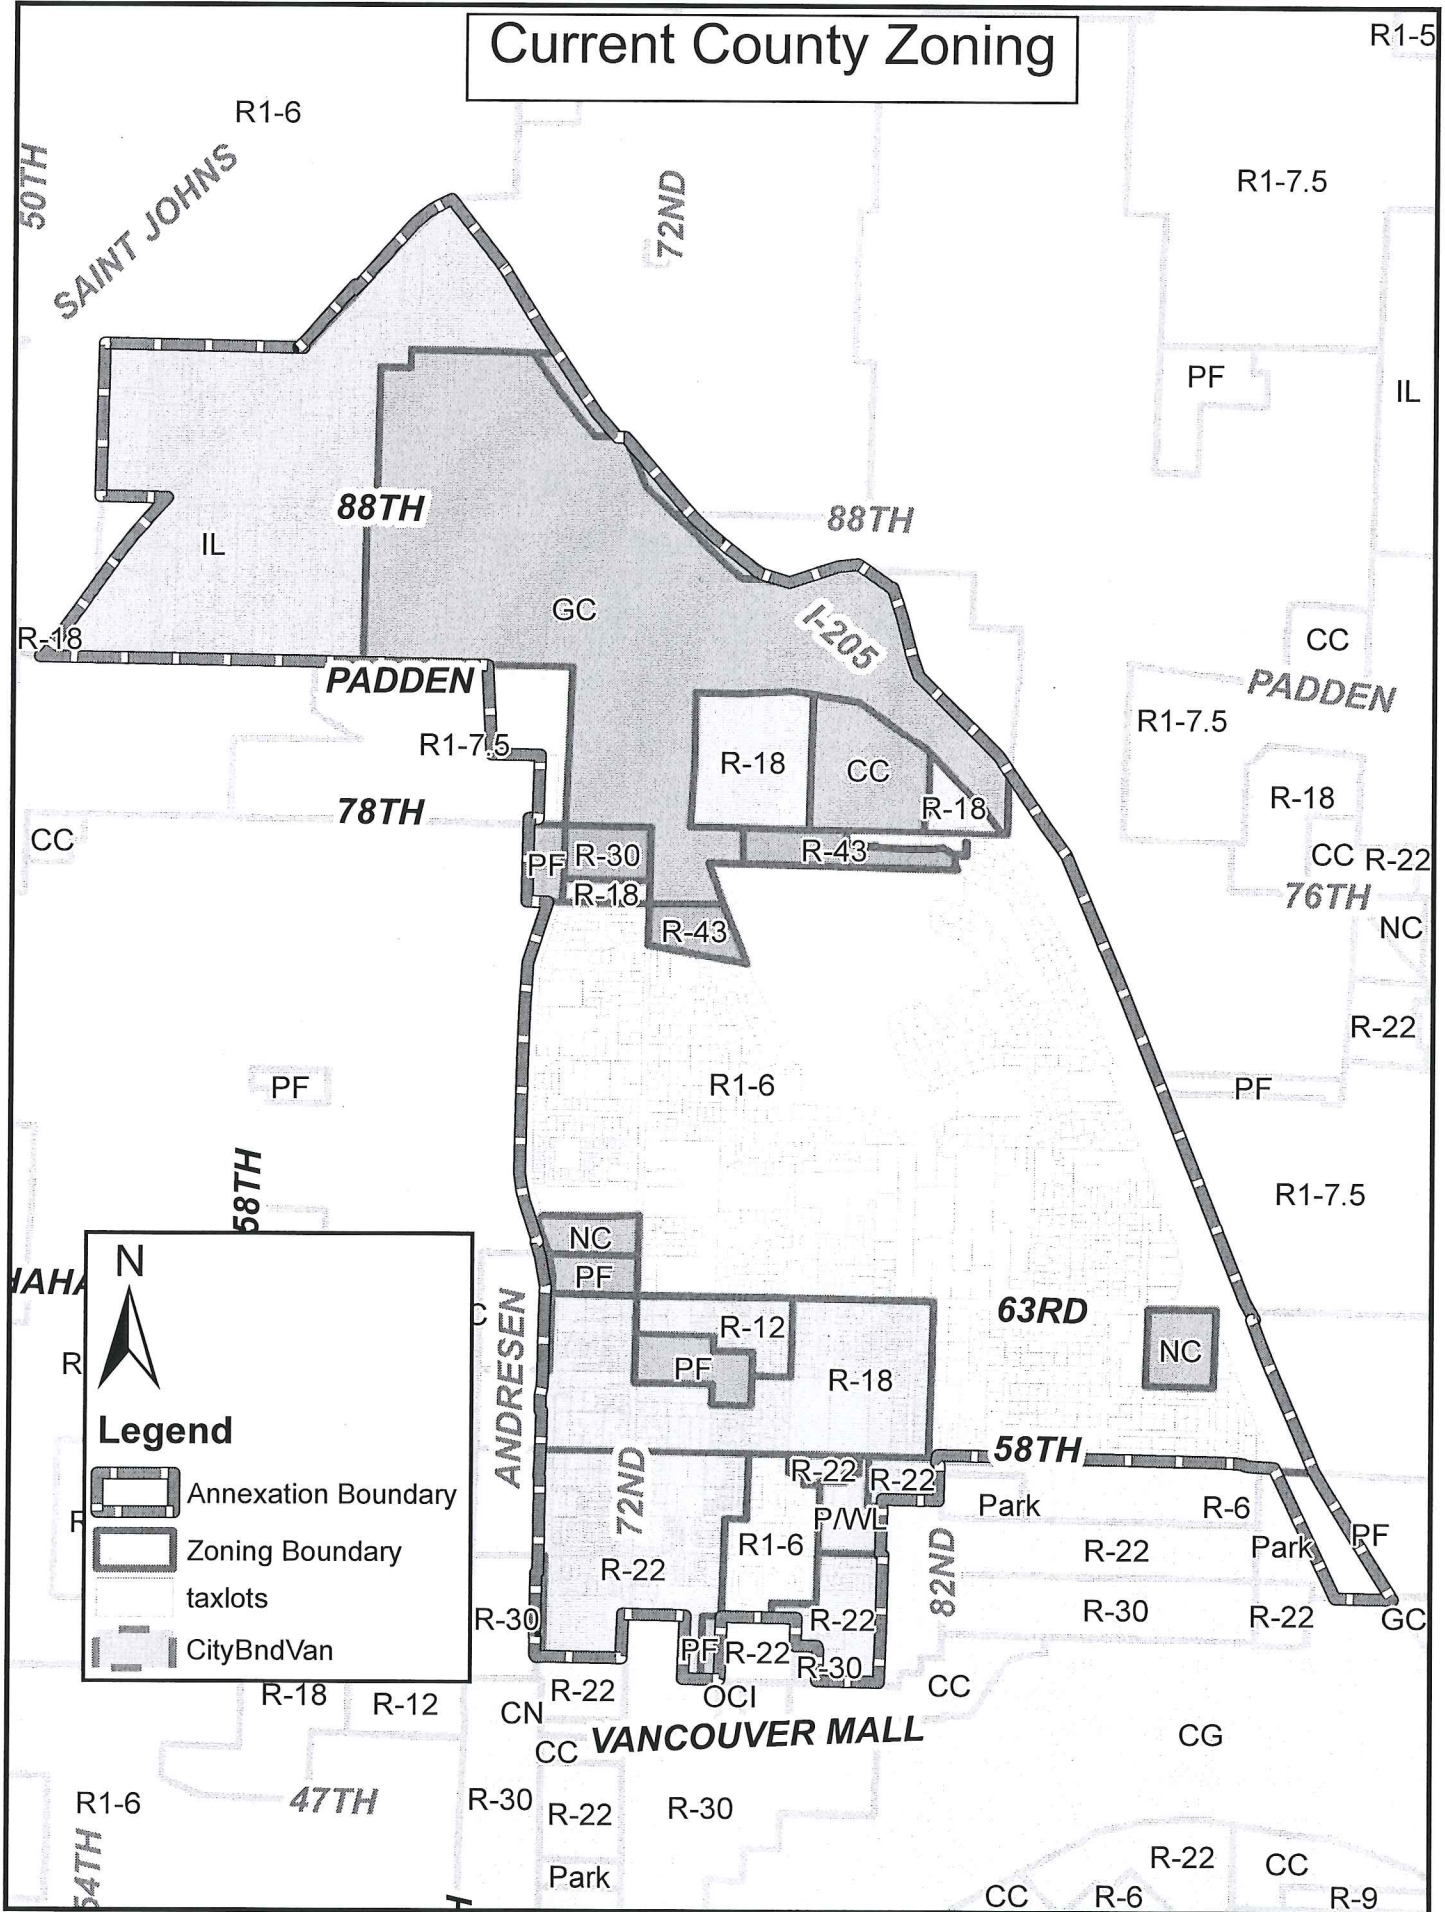 Current County Zoning
R1-5
R1-6
50TH
SAINT JOHNS
72ND
R1-7.5
PF
IL
88TH
88TH
IL
GC
I-205
R-18
CC
PADDEN
PADDEN
R1-7.5
R1-7.5
R-18
CC
R-18
R-18
78TH
CC
PF
R-30
R-43
CC
R-22
R-18
76TH
R-43
NC
R-22
R1-6
PF
PF
58TH
R1-7.5
NC
PF
N
63RD
R-12
NC
PF
R-18
ANDRESEN
Legend
Annexation Boundary
Zoning Boundary
taxlots
CityBndVan
58TH
72ND
R-22
R-22
Park
R-6
P/WL
R1-6
PF
Park
R-22
R-22
82ND
R-30
R-22
R-30
R-22
GC
PF
R-22
R-30
R-18
R-12
CN
R-22
OCI
CC
VANCOUVER MALL
CG
CC
R1-6
47TH
R-30
R-22
R-30
54TH
Park
R-22
CC
CC
R-6
R-9